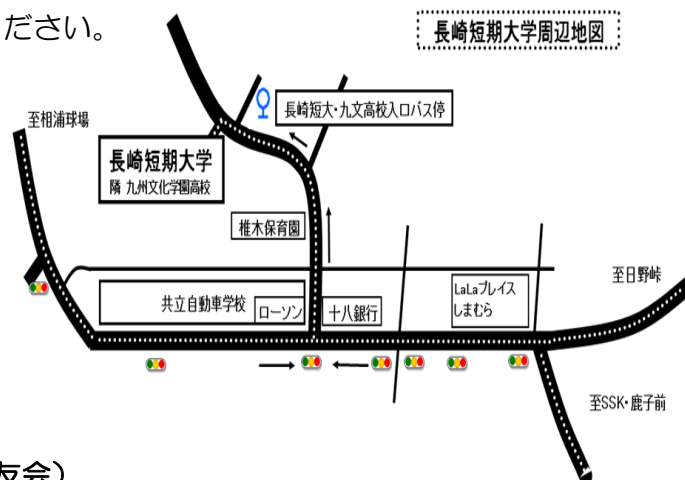 ださい。
長崎短期大学周辺地図
長崎短大・九文高校入口バス停
至相浦球場
長崎短期大学
隣 九州文化学園高校
椎木保育園
至日野峠
LaLaプレイス
しまむら
共立自動車学校
ローソン
十八銀行
至SSK・鹿子前
友会）